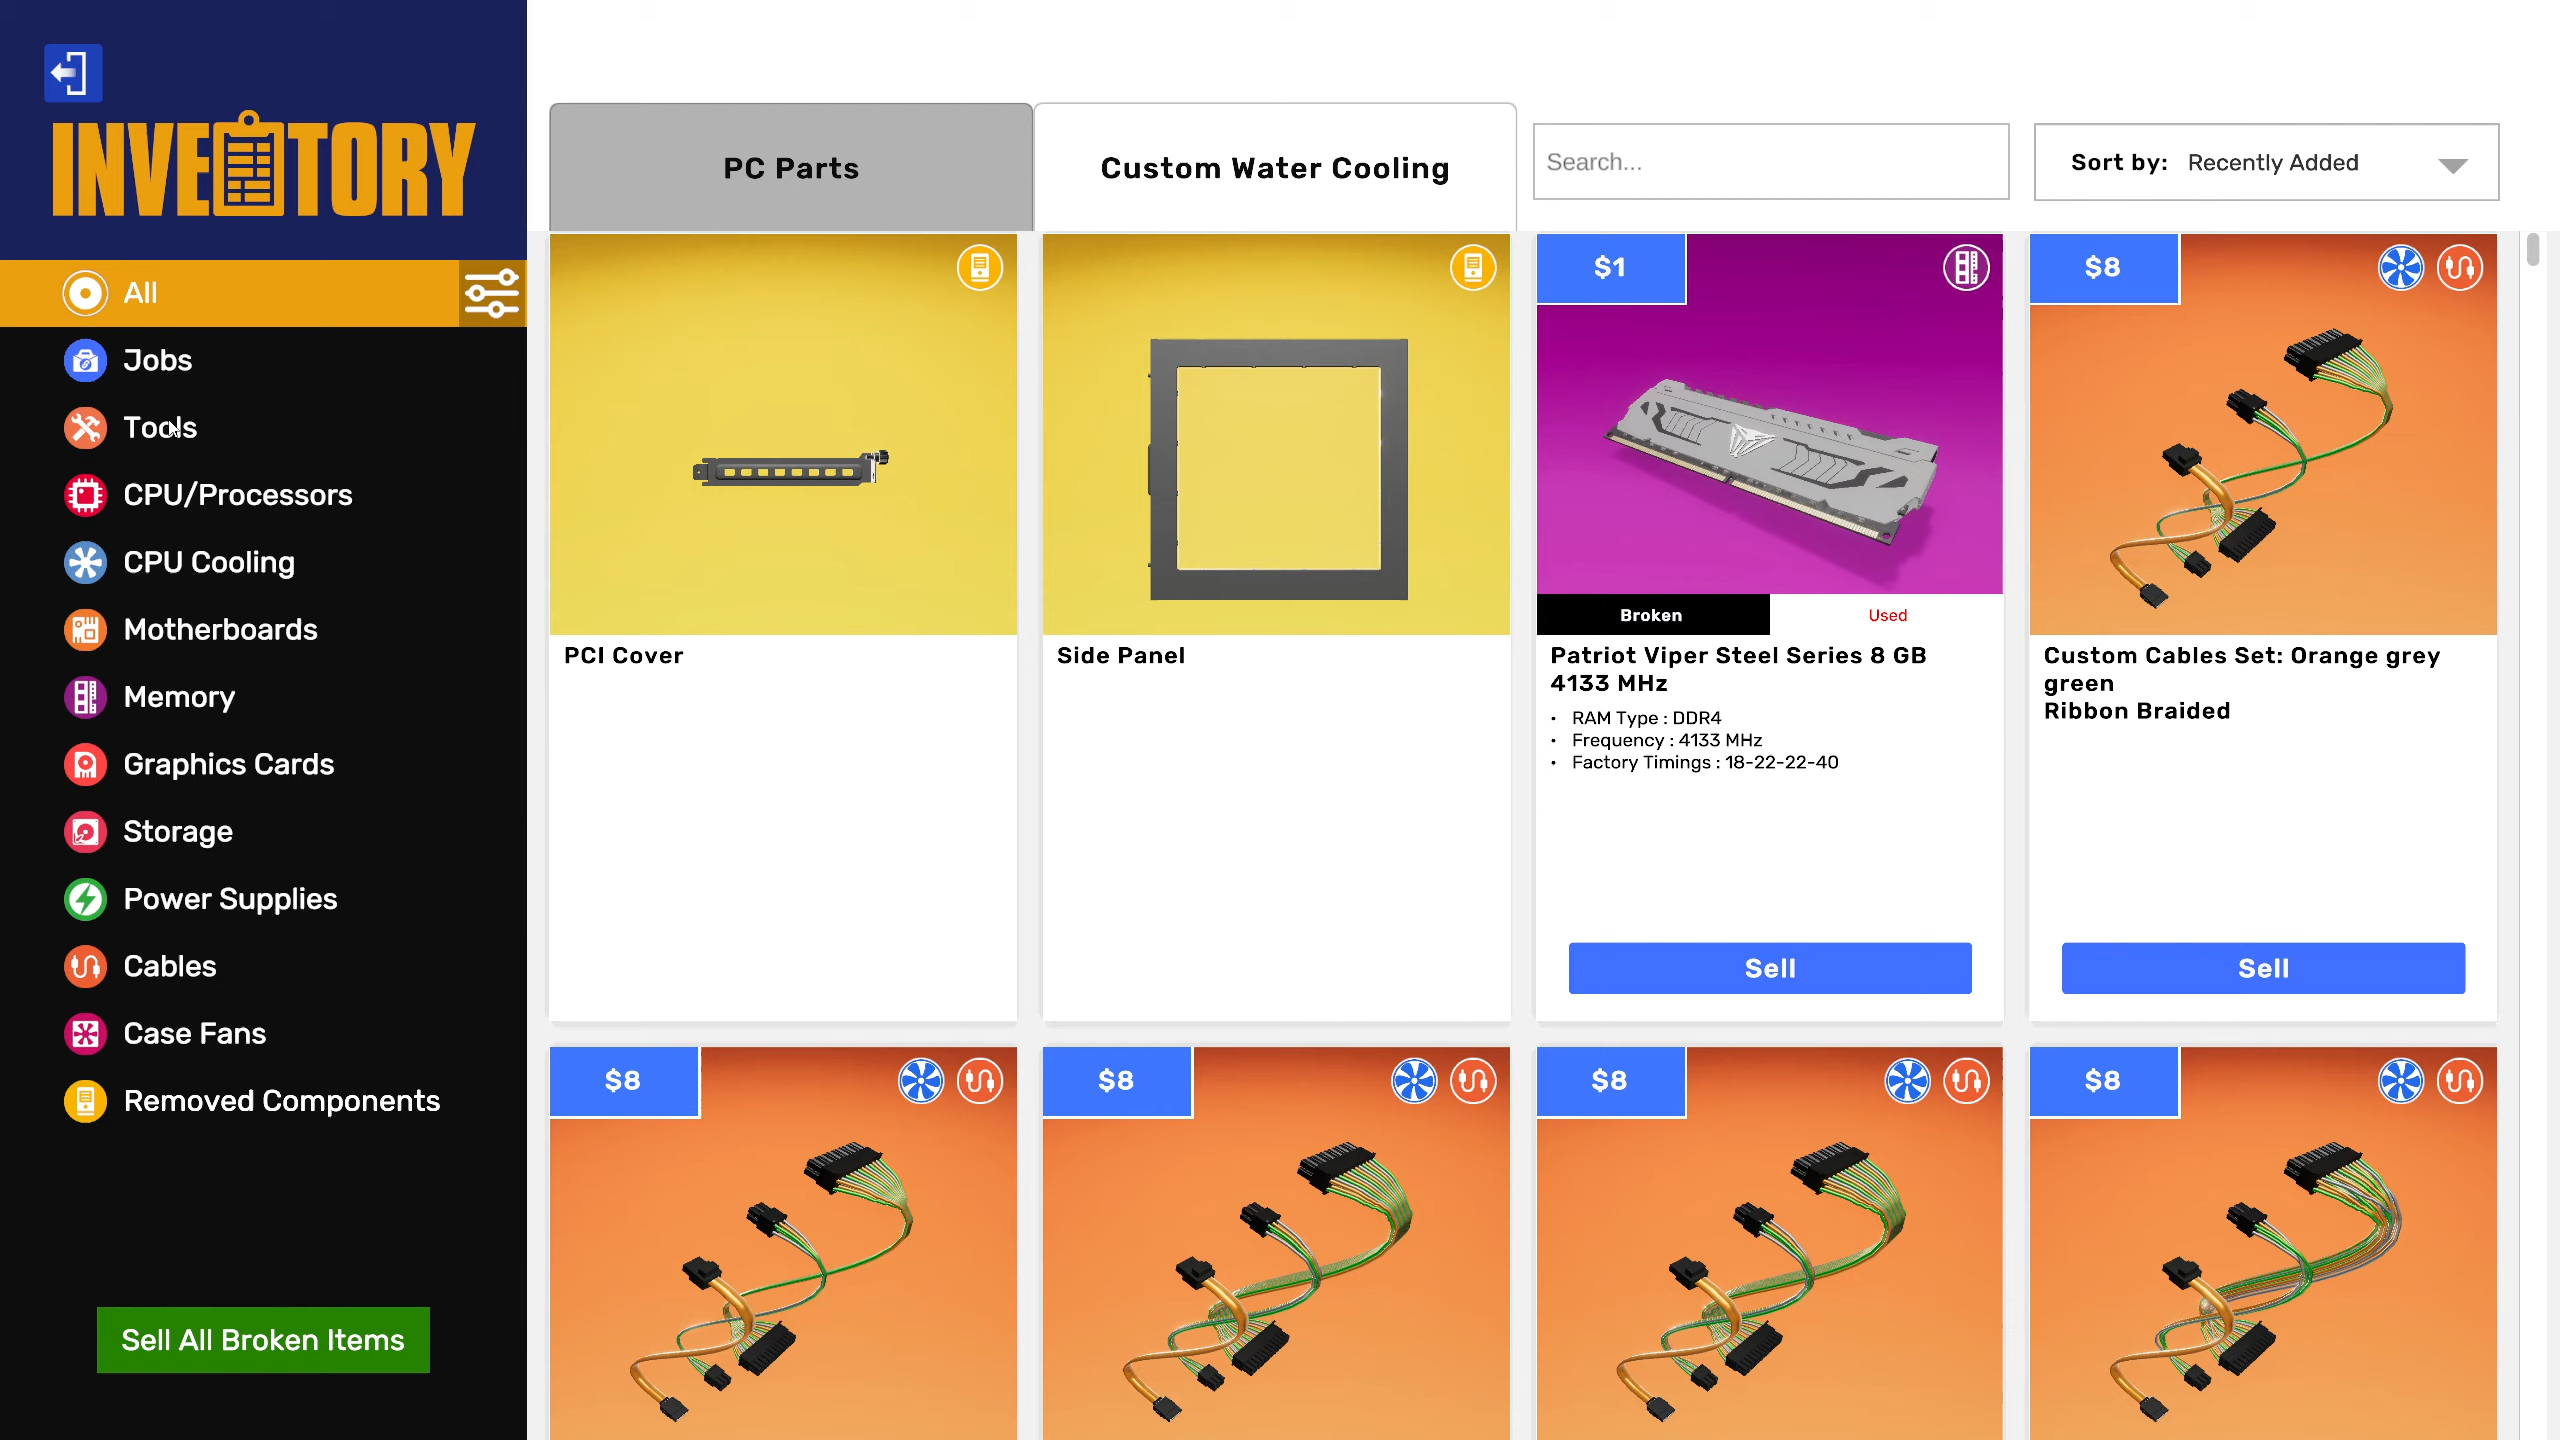 INVENTORY
All
Jobs
Tools
CPU/Processors
CPU Cooling
Motherboards
Memory
Graphics Cards
Storage
Power Supplies
Cables
Case Fans
Removed Components
Sell All Broken Items
PC Parts
Custom Water Cooling
Search...
Sort by: Recently Added
PCI Cover
Side Panel
$1
Broken
Used
Patriot Viper Steel Series 8 GB
4133 MHz
• RAM Type : DDR4
• Frequency : 4133 MHz
• Factory Timings : 18-22-22-40
Sell
$8
Custom Cables Set: Orange grey
green
Ribbon Braided
Sell
$8
$8
$8
$8